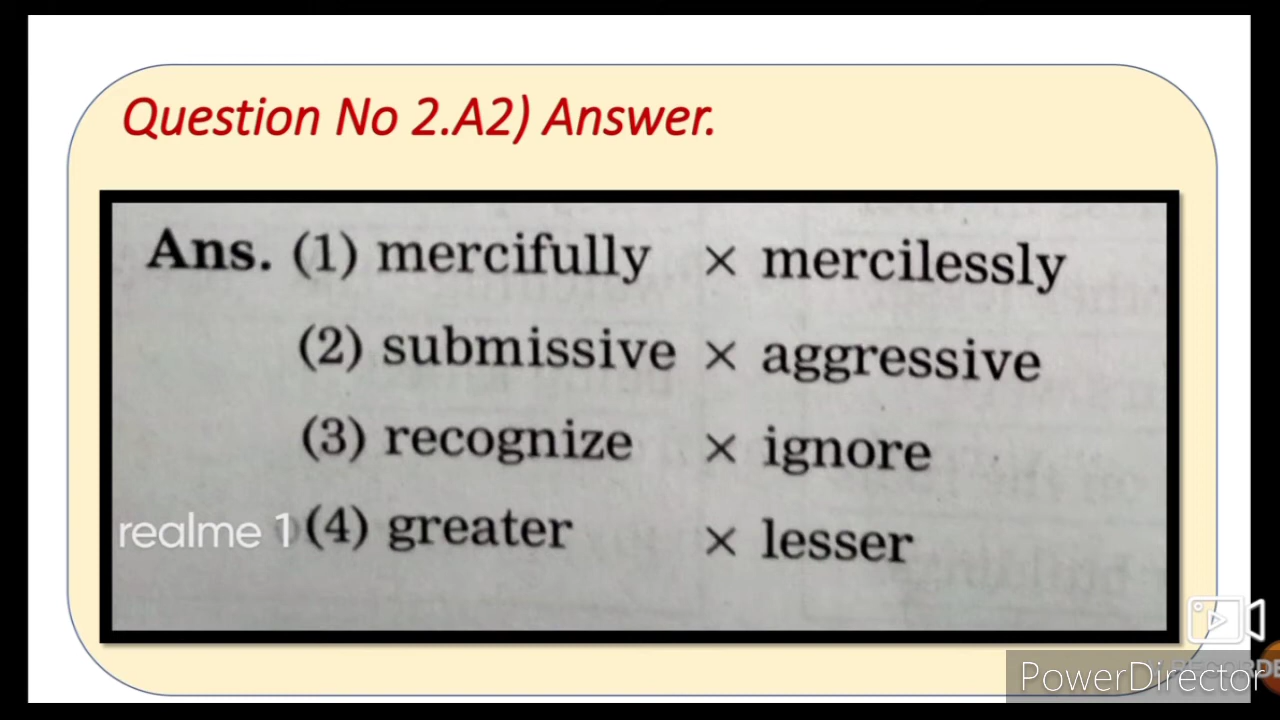 Question No 2.A2) Answer.
Ans. (1) mercifully × mercilessly
(2) submissive × aggressive
(3) recognize × ignore
(4) greater × lesser
realme 1
PowerDirector